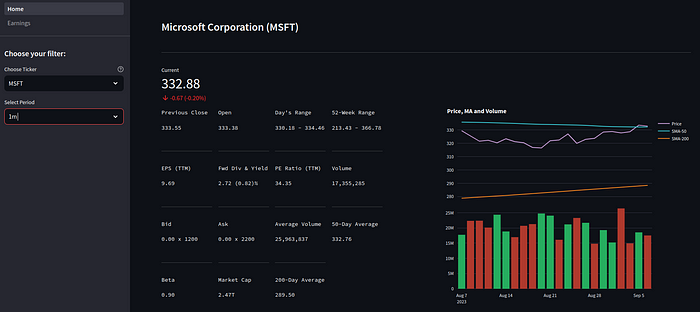 Home
Earnings
Choose your filter:
Choose Ticker
MSFT
Select Period
1m
Microsoft Corporation (MSFT)
Current
332.88
-0.67 (-0.20%)
Previous Close Open Day's Range 52-Week Range
333.55 333.38 330.18 - 334.46 213.43 - 366.78
EPS (TTM) Fwd Div & Yield PE Ratio (TTM) Volume
9.69 2.72 (0.82)% 34.35 17,355,285
Bid Ask Average Volume 50-Day Average
0.00 x 1200 0.00 x 2200 25,963,837 332.76
Beta Market Cap 200-Day Average
0.90 2.47T 289.50
Price, MA and Volume
Price
SMA-50
SMA-200
330
320
310
300
290
280
25M
20M
15M
10M
5M
0
Aug 7 Aug 14 Aug 21 Aug 28 Sep 5
2023